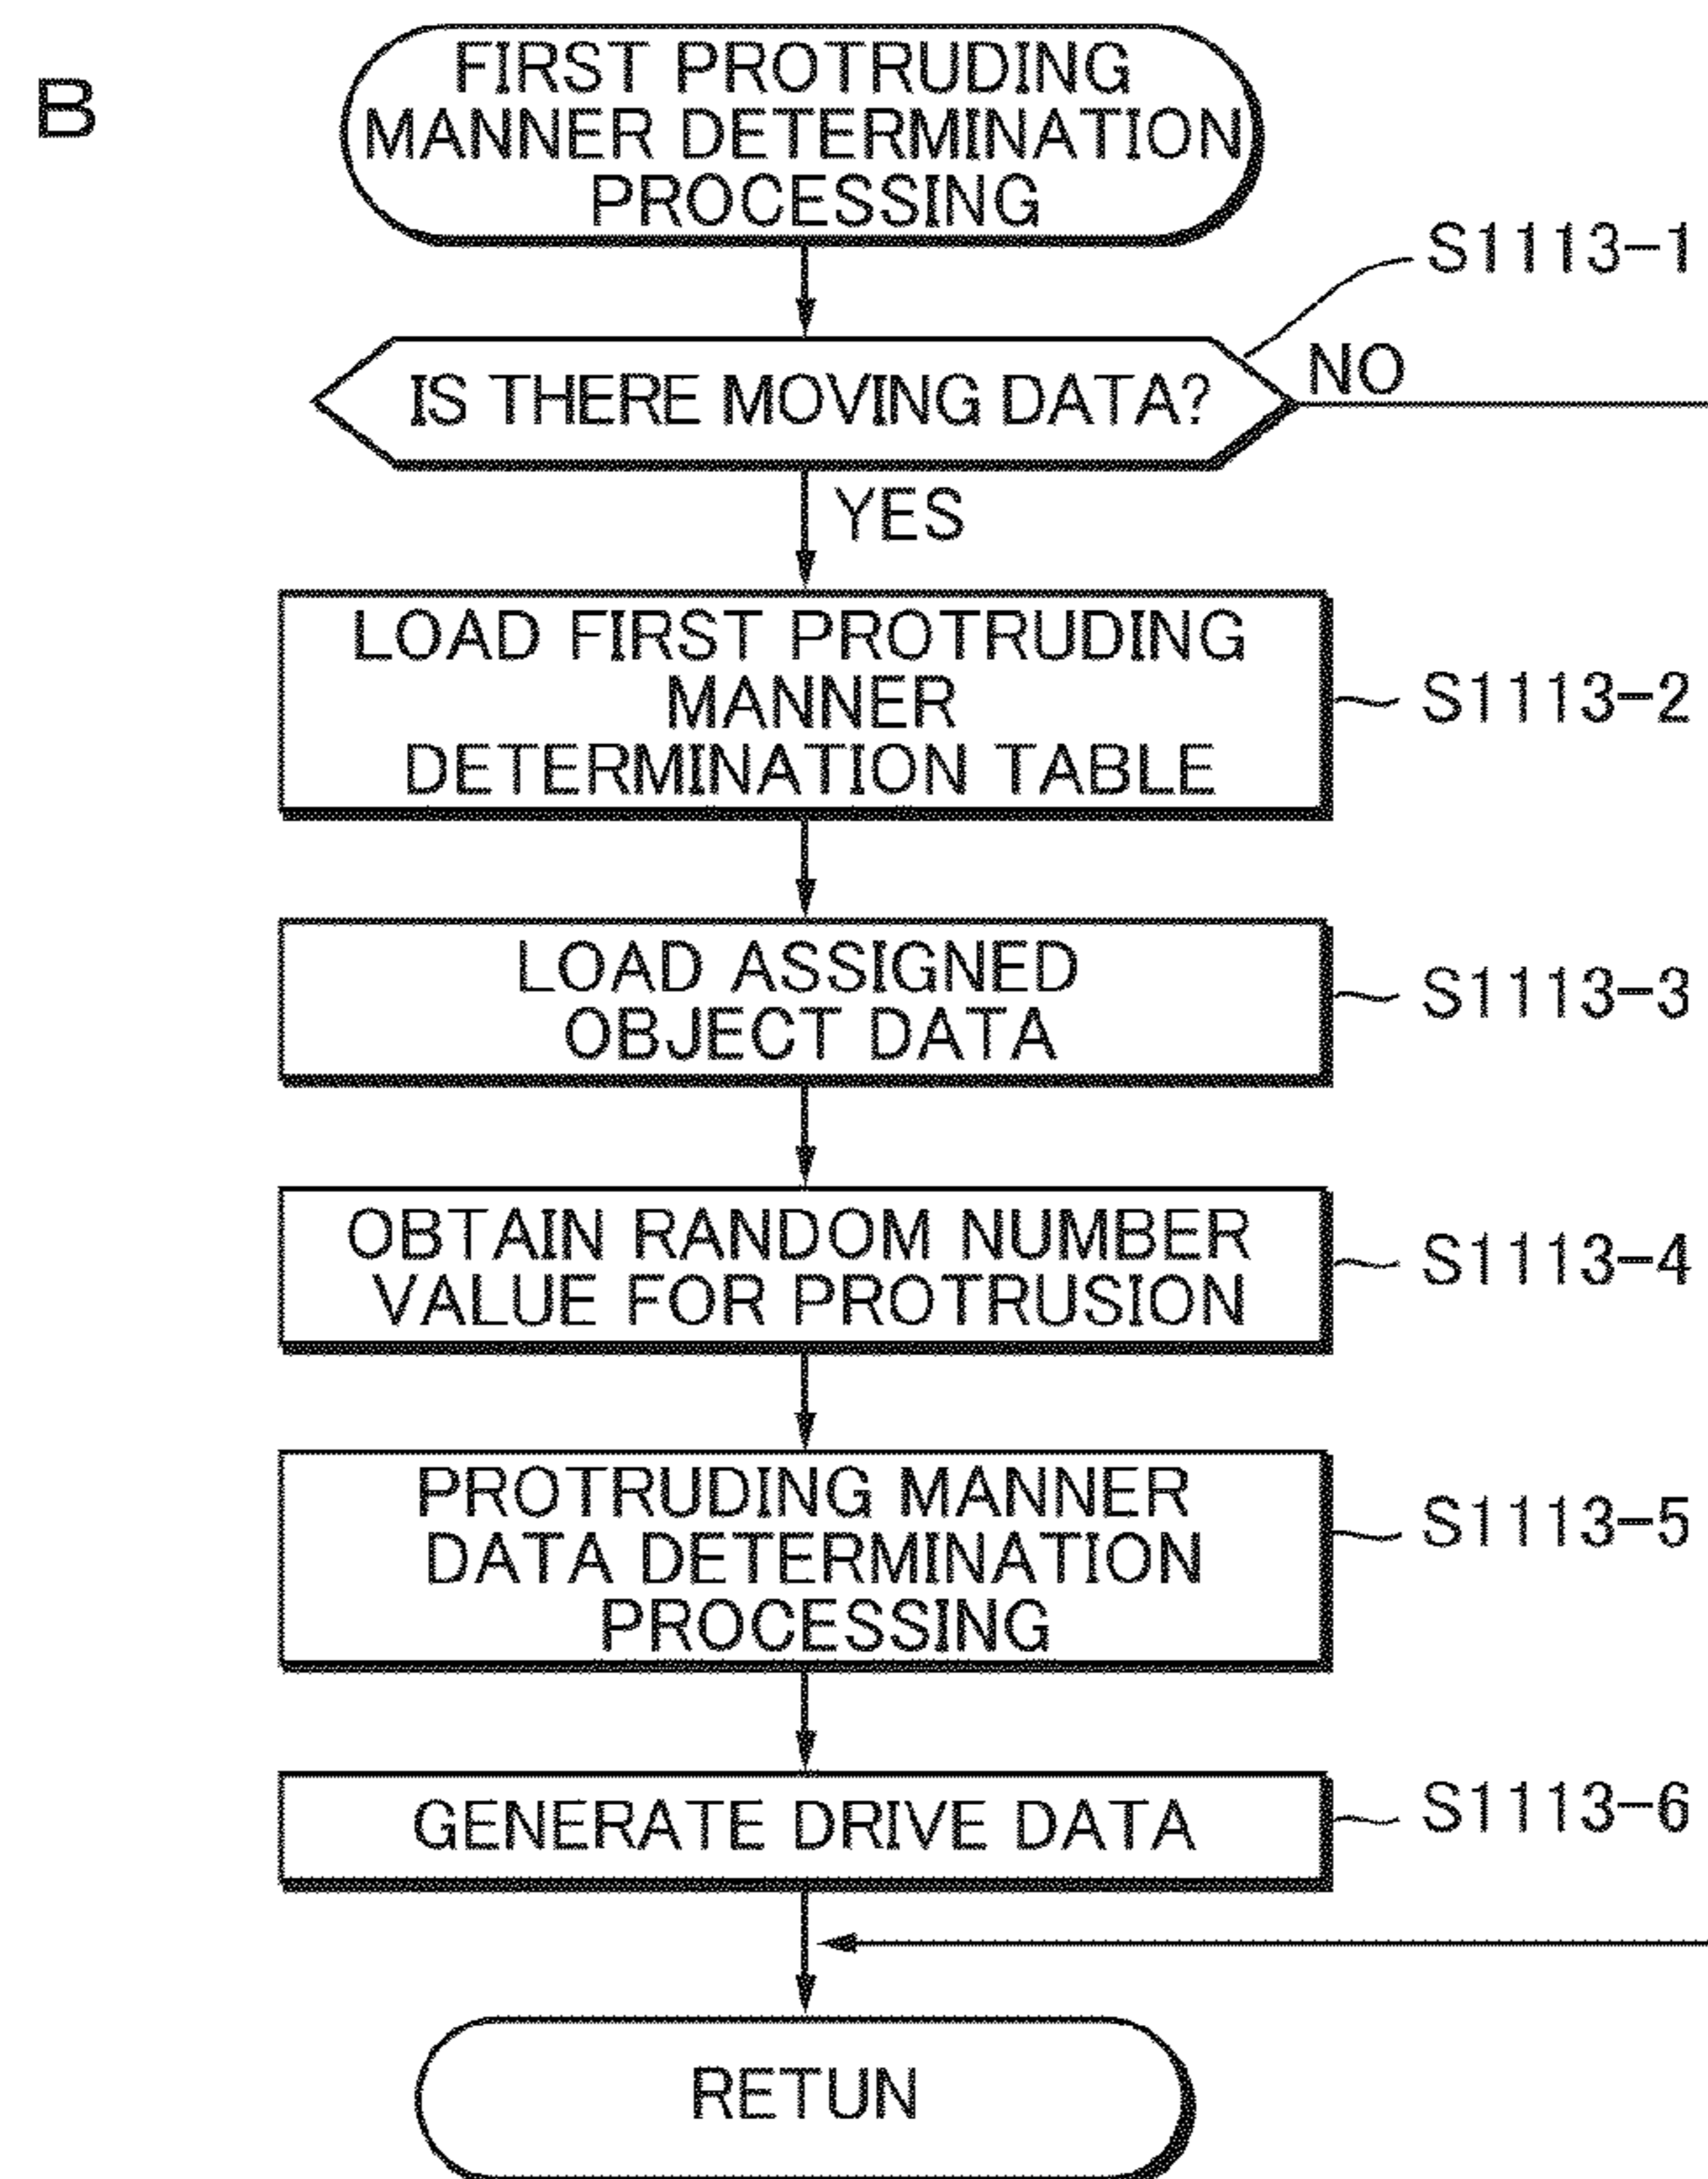 B
FIRST PROTRUDING
MANNER DETERMINATION
PROCESSING
S1113-1
IS THERE MOVING DATA?
NO
YES
LOAD FIRST PROTRUDING
MANNER
DETERMINATION TABLE
S1113-2
LOAD ASSIGNED
OBJECT DATA
S1113-3
OBTAIN RANDOM NUMBER
VALUE FOR PROTRUSION
S1113-4
PROTRUDING MANNER
DATA DETERMINATION
PROCESSING
S1113-5
GENERATE DRIVE DATA
S1113-6
RETUN